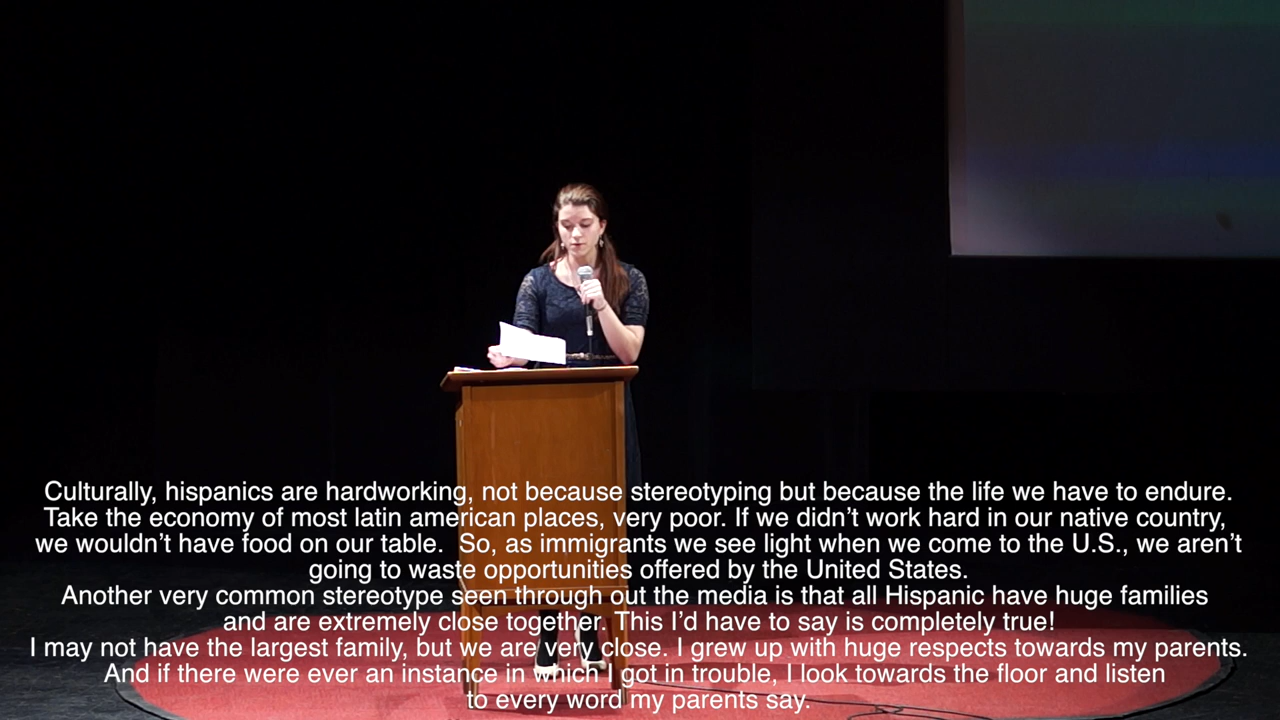 Culturally, hispanics are hardworking, not because stereotyping but because the life we have to endure.
Take the economy of most latin american places, very poor. If we didn't work hard in our native country,
we wouldn't have food on our table.  So, as immigrants we see light when we come to the U.S., we aren't
going to waste opportunities offered by the United States.
Another very common stereotype seen through out the media is that all Hispanic have huge families
and are extremely close together. This I'd have to say is completely true!
I may not have the largest family, but we are very close. I grew up with huge respects towards my parents.
And if there were ever an instance in which I got in trouble, I look towards the floor and listen
to every word my parents say.